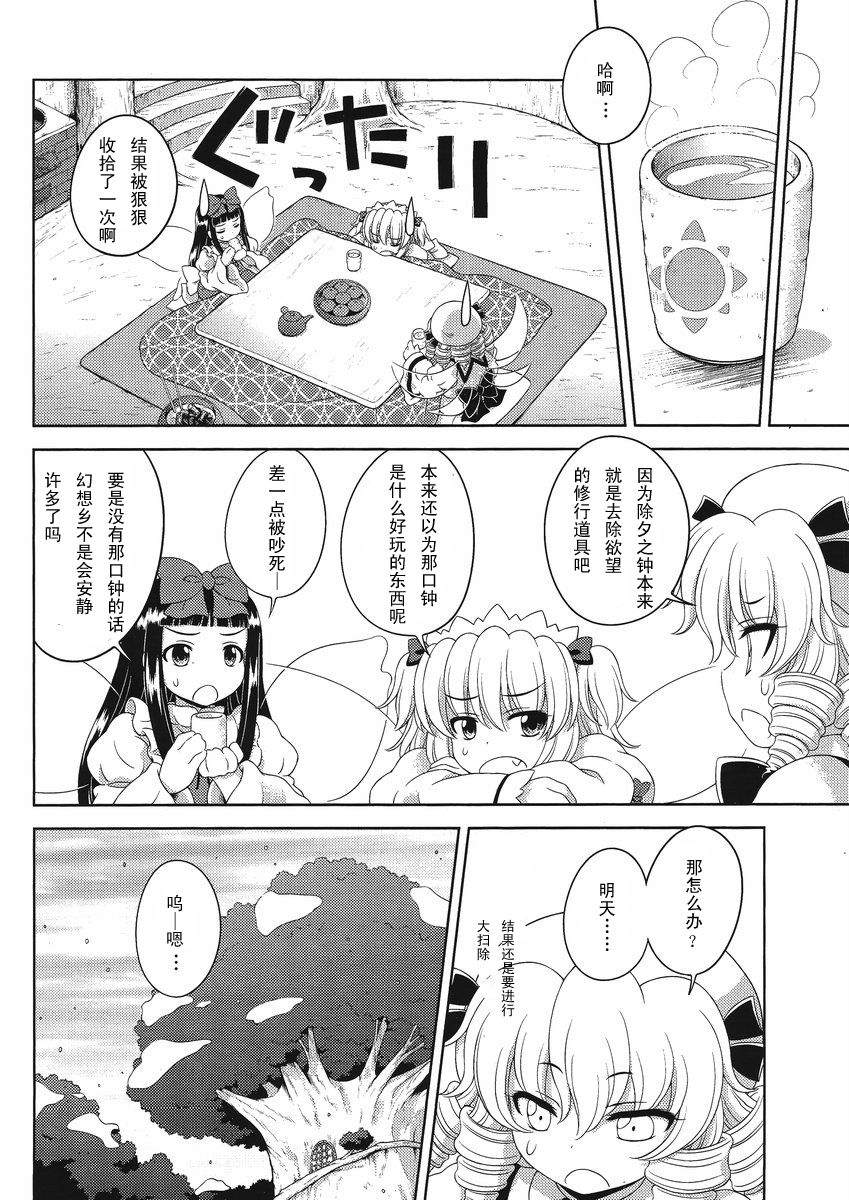 哈啊…
ぐったり
结果被狠狠
收拾了一次啊
因为除夕之钟本来
就是去除欲望
的修行道具吧
本来还以为那口钟
是什么好玩的东西呢
差一点被吵死—
要是没有那口钟的话
幻想乡不是会安静
许多了吗
那怎么办？
明天……
结果还是要进行
大扫除
呜—嗯…